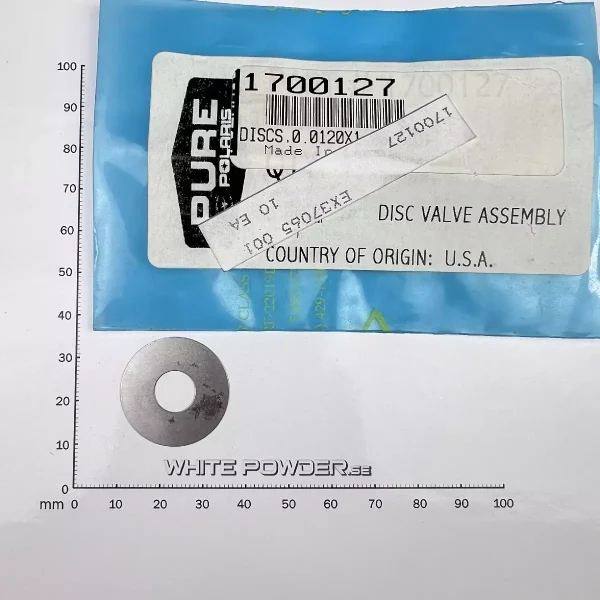 1700127
DISCS.0.0120X1
Made In
PURE
POLARIS
1700127
EX37065 001
10 EA
DISC VALVE ASSEMBLY
COUNTRY OF ORIGIN: U.S.A.
100
90
80
70
60
50
40
30
20
10
0
WHITE POWDER.SE
mm 0 10 20 30 40 50 60 70 80 90 100